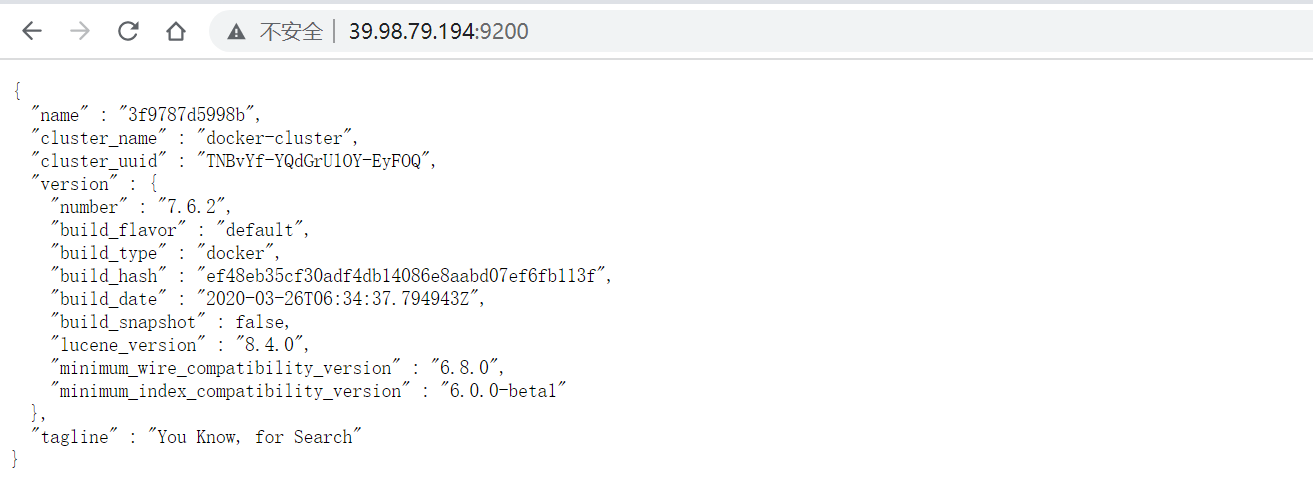 不安全 | 39.98.79.194:9200
{
"name" : "3f9787d5998b",
"cluster_name" : "docker-cluster",
"cluster_uuid" : "TNBvYf-YQdGrUlOY-EyFOQ",
"version" : {
"number" : "7.6.2",
"build_flavor" : "default",
"build_type" : "docker",
"build_hash" : "ef48eb35cf30adf4db14086e8aabd07ef6fb113f",
"build_date" : "2020-03-26T06:34:37.794943Z",
"build_snapshot" : false,
"lucene_version" : "8.4.0",
"minimum_wire_compatibility_version" : "6.8.0",
"minimum_index_compatibility_version" : "6.0.0-beta1"
},
"tagline" : "You Know, for Search"
}